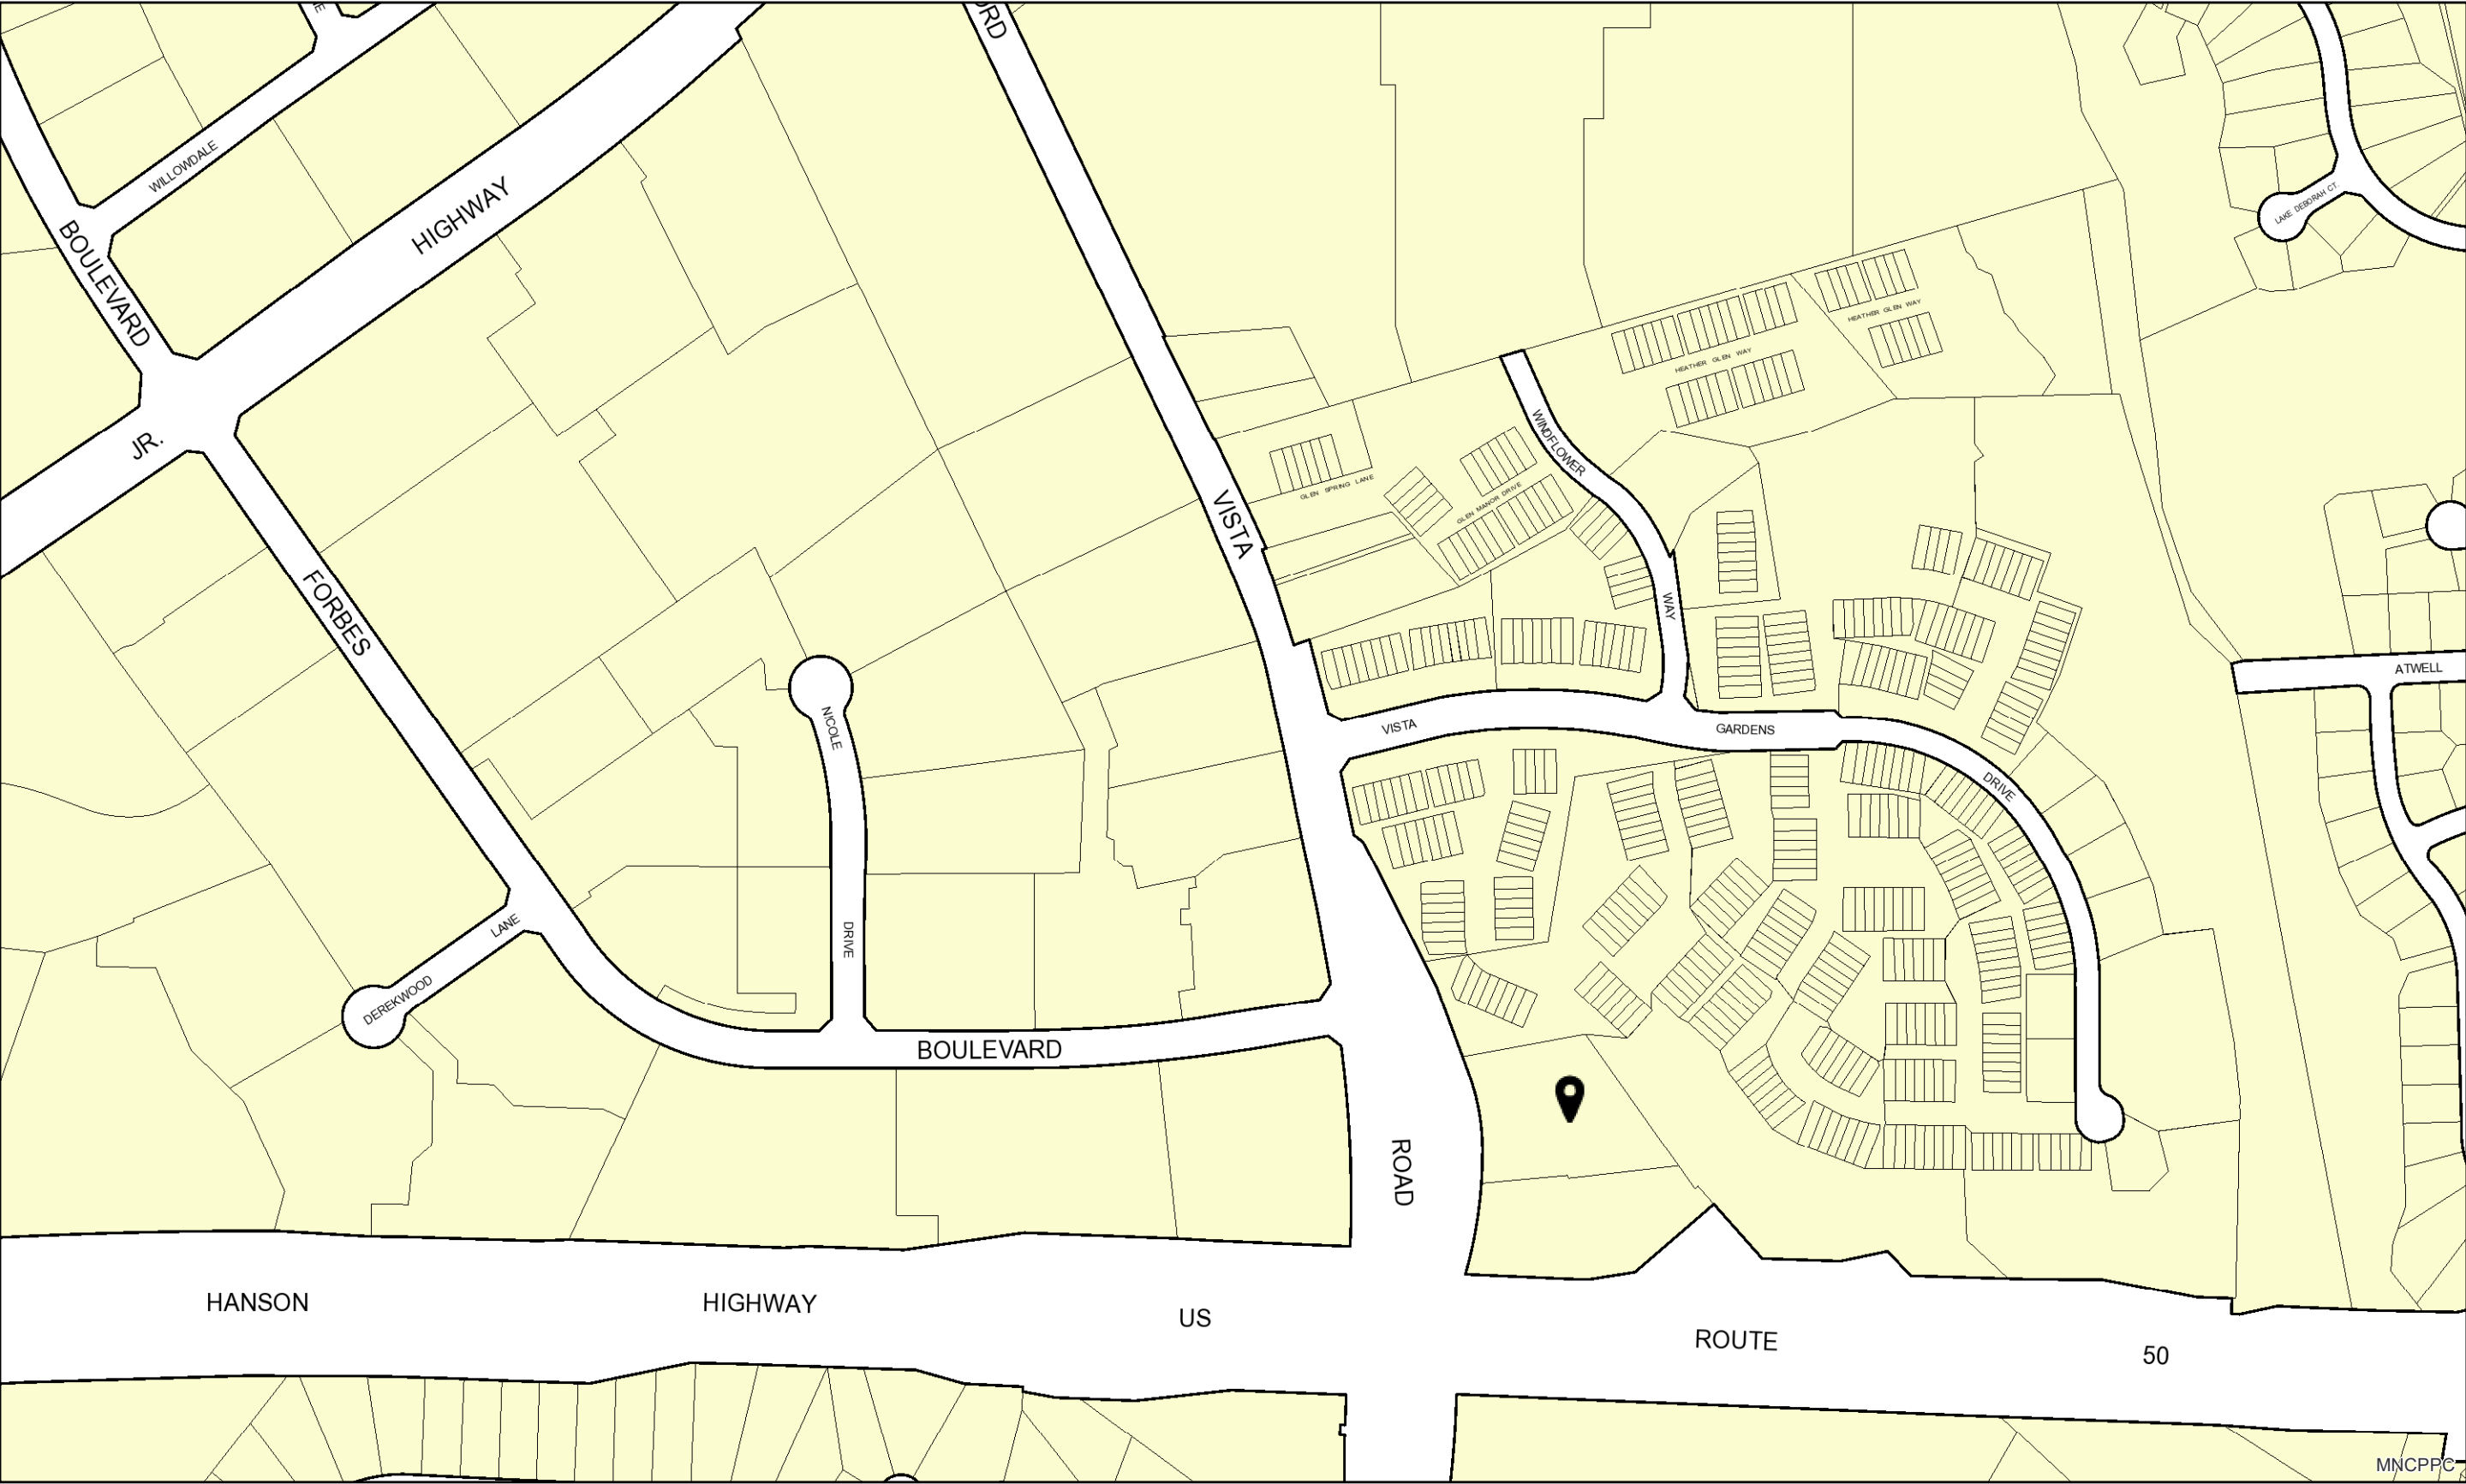 ORD
WILLOWDALE
HIGHWAY
BOULEVARD
LAKE DEBORAH CT.
HEATHER GLEN WAY
HEATHER GLEN WAY
JR.
WINDFLOWER
GLEN SPRING LANE
GLEN MANOR DRIVE
VISTA
FORBES
WAY
ATWELL
NICOLE
VISTA
GARDENS
DRIVE
LANE
DRIVE
DEREKWOOD
BOULEVARD
ROAD
HANSON
HIGHWAY
US
ROUTE
50
MNCPPC